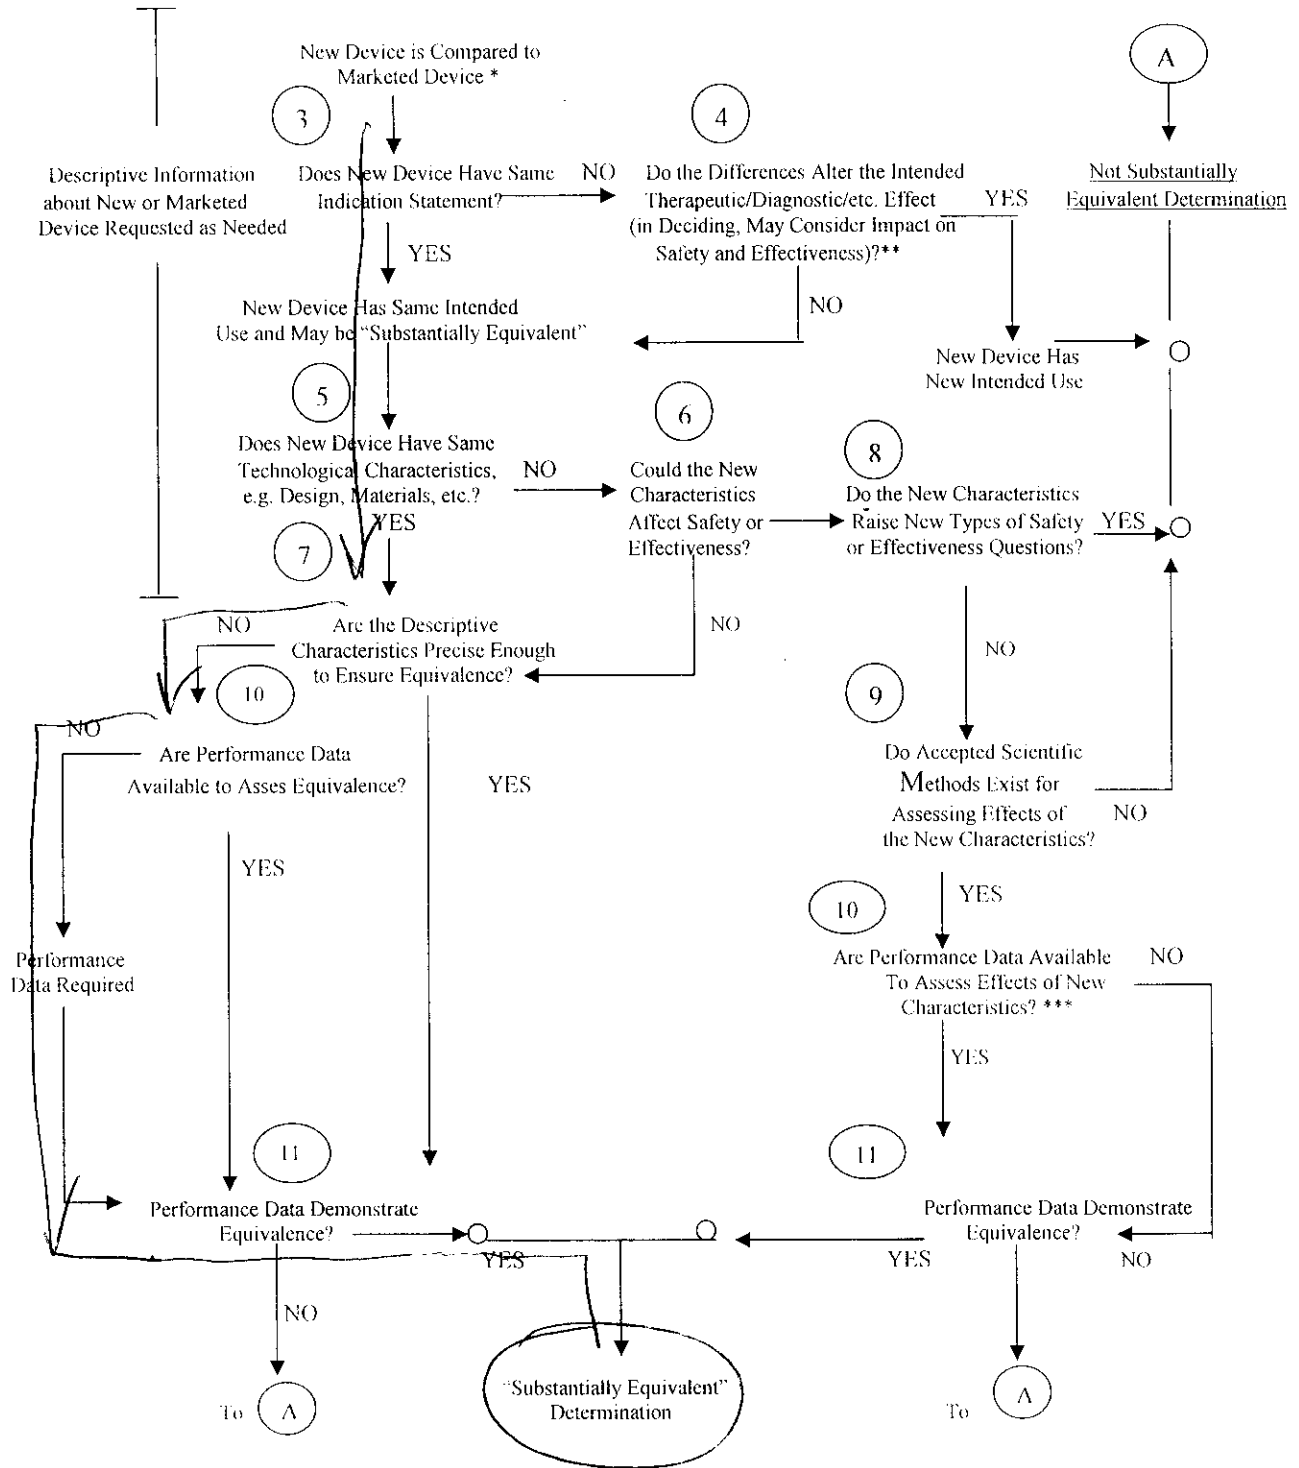 New Device is Compared to
Marketed Device *
A
3
4
Descriptive Information
about New or Marketed
Device Requested as Needed
Does New Device Have Same
Indication Statement?
NO
Do the Differences Alter the Intended
Therapeutic/Diagnostic/etc. Effect
(in Deciding, May Consider Impact on
Safety and Effectiveness)?**
YES
Not Substantially
Equivalent Determination
YES
NO
New Device Has Same Intended
Use and May be "Substantially Equivalent"
New Device Has
New Intended Use
5
6
8
Does New Device Have Same
Technological Characteristics,
e.g. Design, Materials, etc.?
NO
Could the New
Characteristics
Affect Safety or
Effectiveness?
Do the New Characteristics
Raise New Types of Safety
or Effectiveness Questions?
YES
YES
7
NO
Are the Descriptive
Characteristics Precise Enough
to Ensure Equivalence?
NO
NO
10
9
NO
Are Performance Data
Available to Asses Equivalence?
YES
Do Accepted Scientific
Methods Exist for
Assessing Effects of
the New Characteristics?
NO
YES
YES
10
Performance
Data Required
Are Performance Data Available
To Assess Effects of New
Characteristics? ***
NO
YES
11
11
Performance Data Demonstrate
Equivalence?
YES
YES
Performance Data Demonstrate
Equivalence?
NO
NO
"Substantially Equivalent"
Determination
To
A
To
A